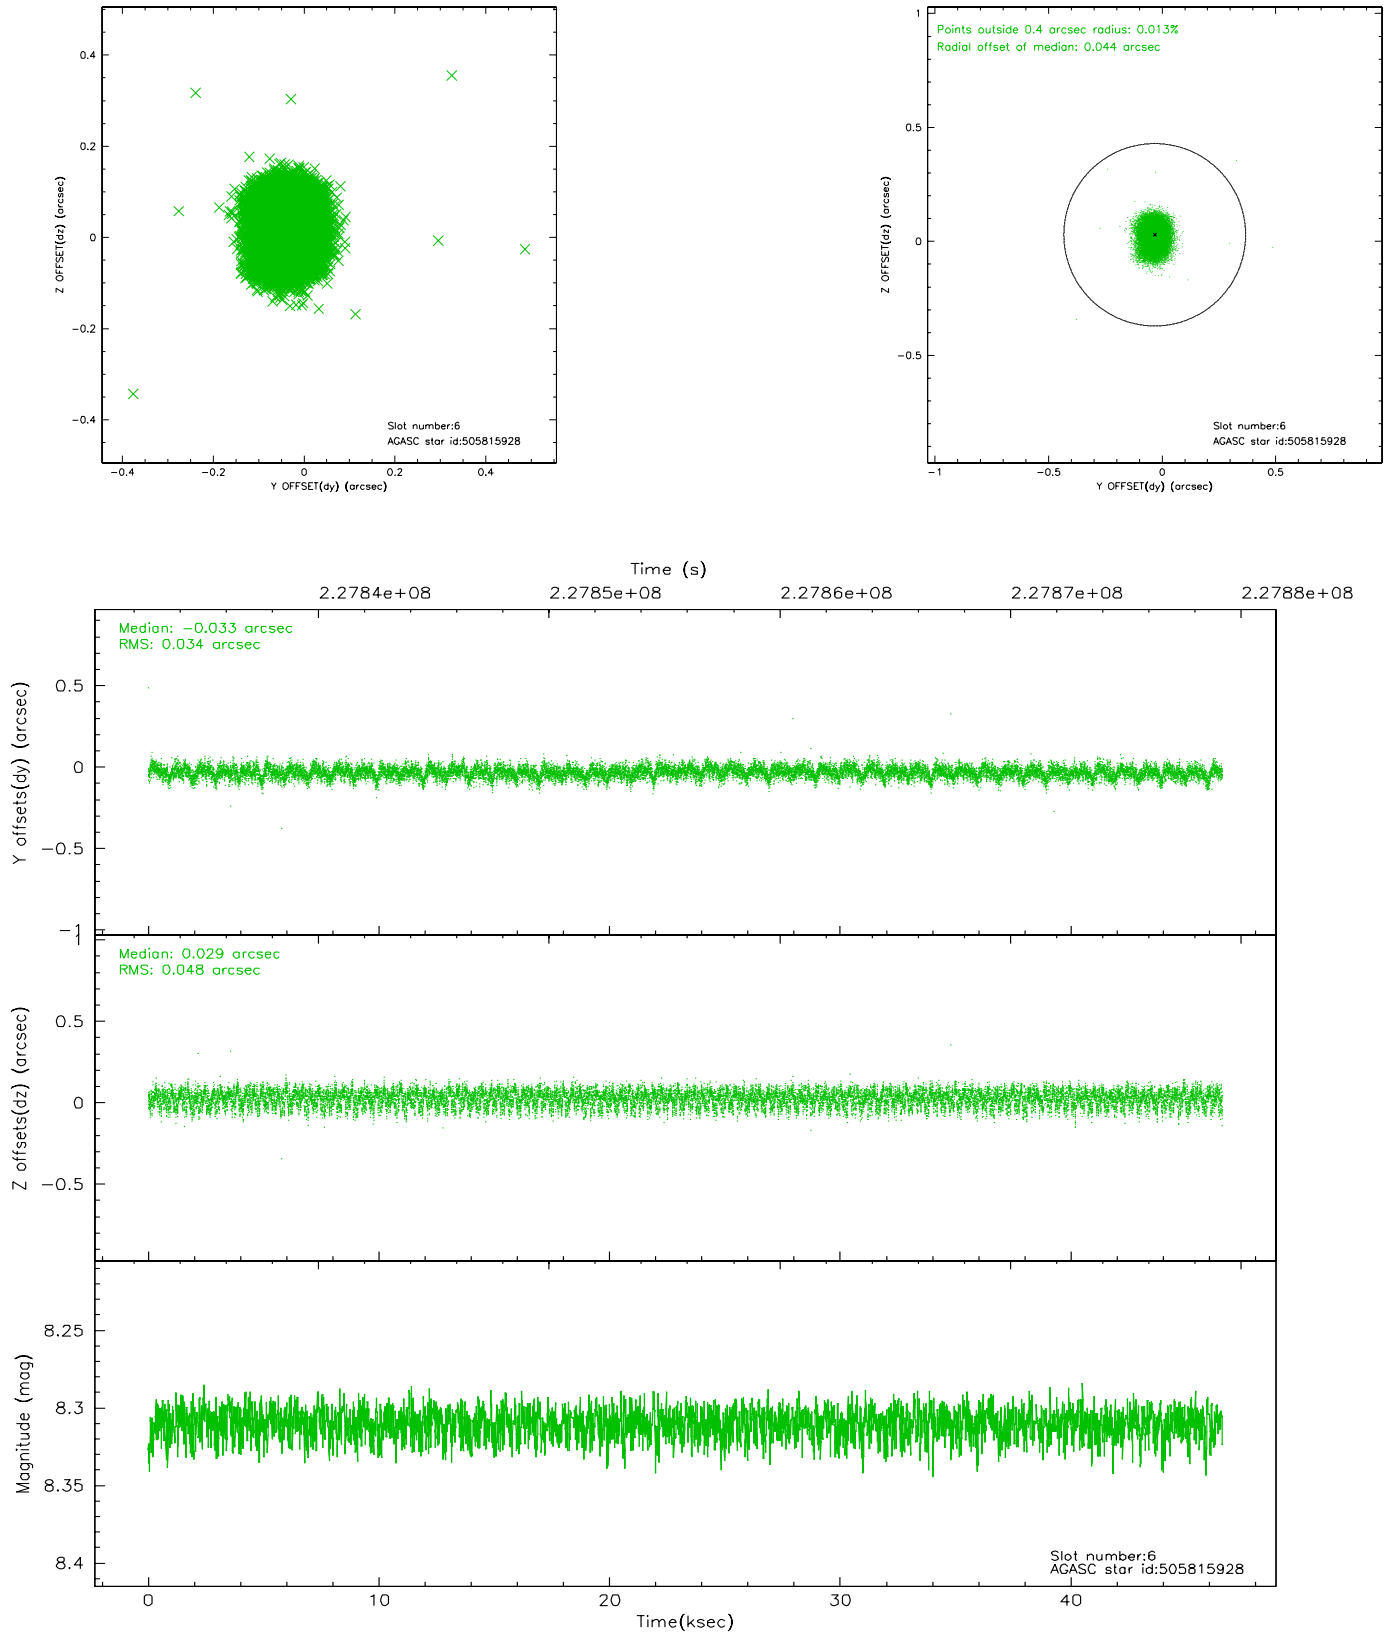 0.4
0.2
0
−0.2
−0.4
Z OFFSET(dz) (arcsec)
Slot number:6
AGASC star id:505815928
−0.4
−0.2
0
0.2
0.4
Y OFFSET(dy) (arcsec)
Points outside 0.4 arcsec radius: 0.013%
Radial offset of median: 0.044 arcsec
1
0.5
0
−0.5
Z OFFSET(dz) (arcsec)
Slot number:6
AGASC star id:505815928
−1
−0.5
0
0.5
Y OFFSET(dy) (arcsec)
Time (s)
2.2784e+08
2.2785e+08
2.2786e+08
2.2787e+08
2.2788e+08
Median: −0.033 arcsec
RMS: 0.034 arcsec
0.5
0
−0.5
−1
Y offsets(dy) (arcsec)
Median: 0.029 arcsec
RMS: 0.048 arcsec
1
0.5
0
−0.5
Z offsets(dz) (arcsec)
8.25
8.3
8.35
8.4
Magnitude (mag)
Slot number:6
AGASC star id:505815928
0
10
20
30
40
Time(ksec)